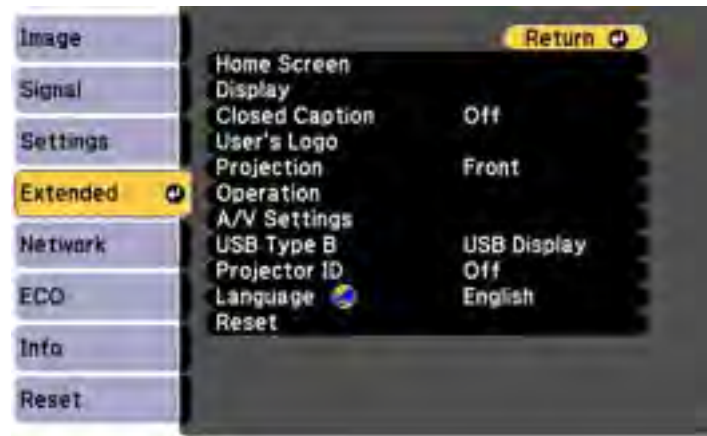 Image
Signal
Settings
Extended
Network
ECO
Info
Reset
Return
Home Screen
Display
Closed Caption Off
User's Logo
Projection Front
Operation
A/V Settings
USB Type B USB Display
Projector ID Off
Language English
Reset